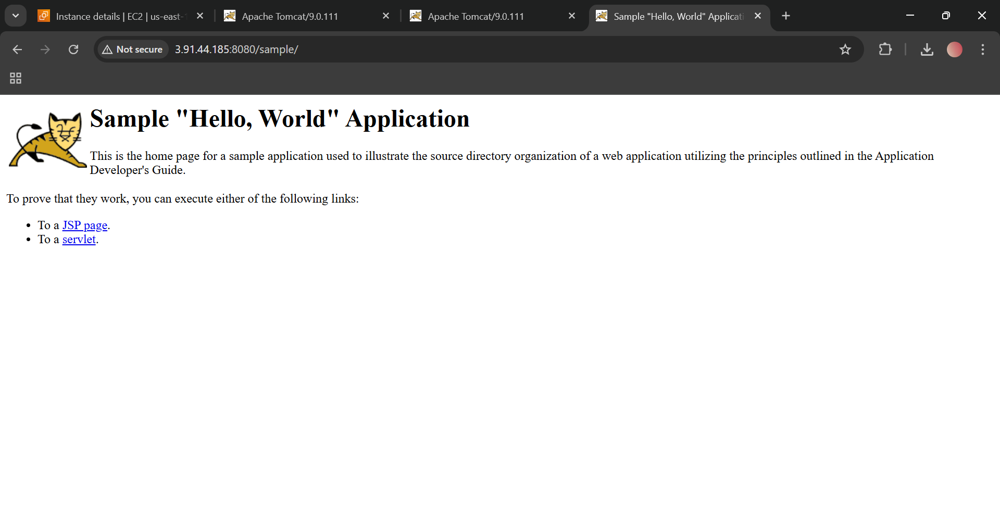 Instance details | EC2 | us-east-
Apache Tomcat/9.0.111
Apache Tomcat/9.0.111
Sample "Hello, World" Applicati
Not secure
3.91.44.185:8080/sample/
Sample "Hello, World" Application
This is the home page for a sample application used to illustrate the source directory organization of a web application utilizing the principles outlined in the Application
Developer's Guide.
To prove that they work, you can execute either of the following links:
• To a JSP page.
• To a servlet.